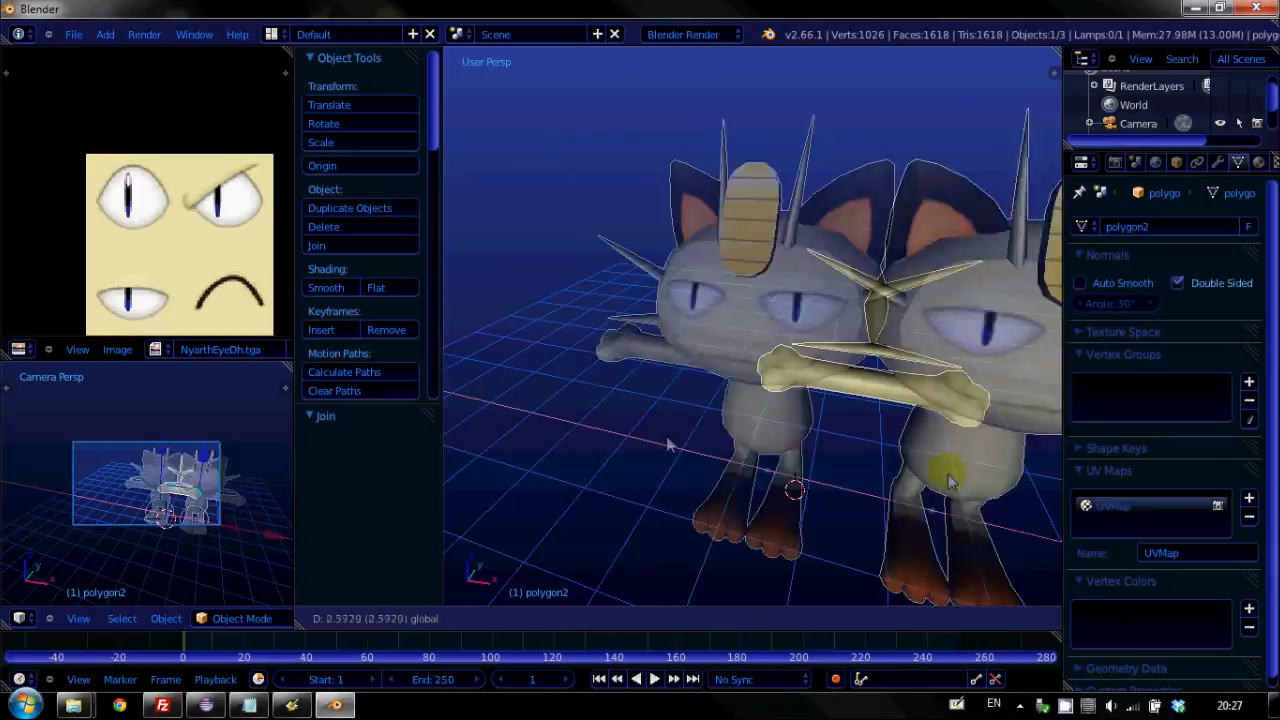 Blender
File Add Render Window Help Default Scene Blender Render v2.66.1 | Verts:1026 | Faces:1618 | Tris:1618 | Objects:1/3 | Lamps:0/1 | Mem:27.98M (13.00M) | polygo
Object Tools
Transform:
Translate
Rotate
Scale
Origin
Object:
Duplicate Objects
Delete
Join
Shading:
Smooth Flat
Keyframes:
Insert Remove
Motion Paths:
Calculate Paths
Clear Paths
Join
User Persp
(1) polygon2
View Image NyarthEyeDh.tga
Camera Persp
(1) polygon2
View Select Object Object Mode D: 2.5929 (2.5929) global
View Search All Scenes
RenderLayers
World
Camera
polygo polygo
polygon2 F
Normals
Auto Smooth Double Sided
Angle: 30°
Texture Space
Vertex Groups
Shape Keys
UV Maps
UVMap
Name: UVMap
Vertex Colors
Geometry Data
-40 -20 0 20 40 60 80 100 120 140 160 180 200 220 240 260 280
View Marker Frame Playback Start: 1 End: 250 1 No Sync
EN 20:27